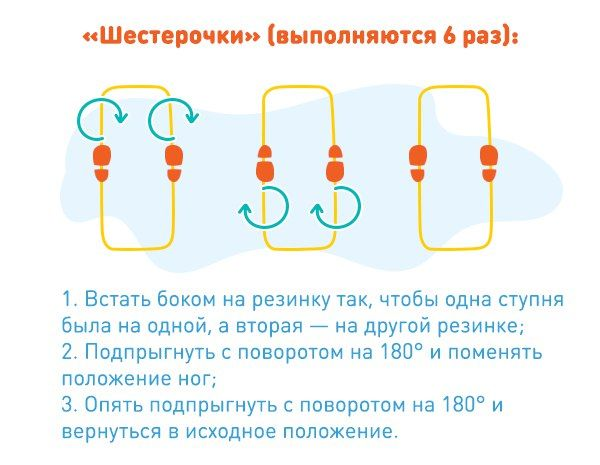 «Шестерочки» (выполняются 6 раз):
1. Встать боком на резинку так, чтобы одна ступня
была на одной, а вторая — на другой резинке;
2. Подпрыгнуть с поворотом на 180° и поменять
положение ног;
3. Опять подпрыгнуть с поворотом на 180° и
вернуться в исходное положение.